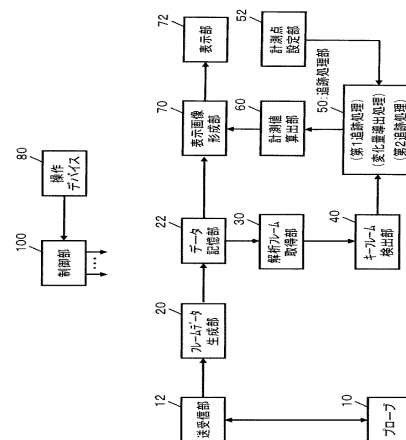 10
プローブ
12
送受信部
20
フレームデータ
生成部
22
データ
記憶部
30
解析フレーム
取得部
40
キーフレーム
検出部
50:追跡処理部
(第1追跡処理)
(変化量導出処理)
(第2追跡処理)
52
計測点
設定部
60
計測値
算出部
70
表示画像
形成部
72
表示部
80
操作
デバイス
100
制御部
...